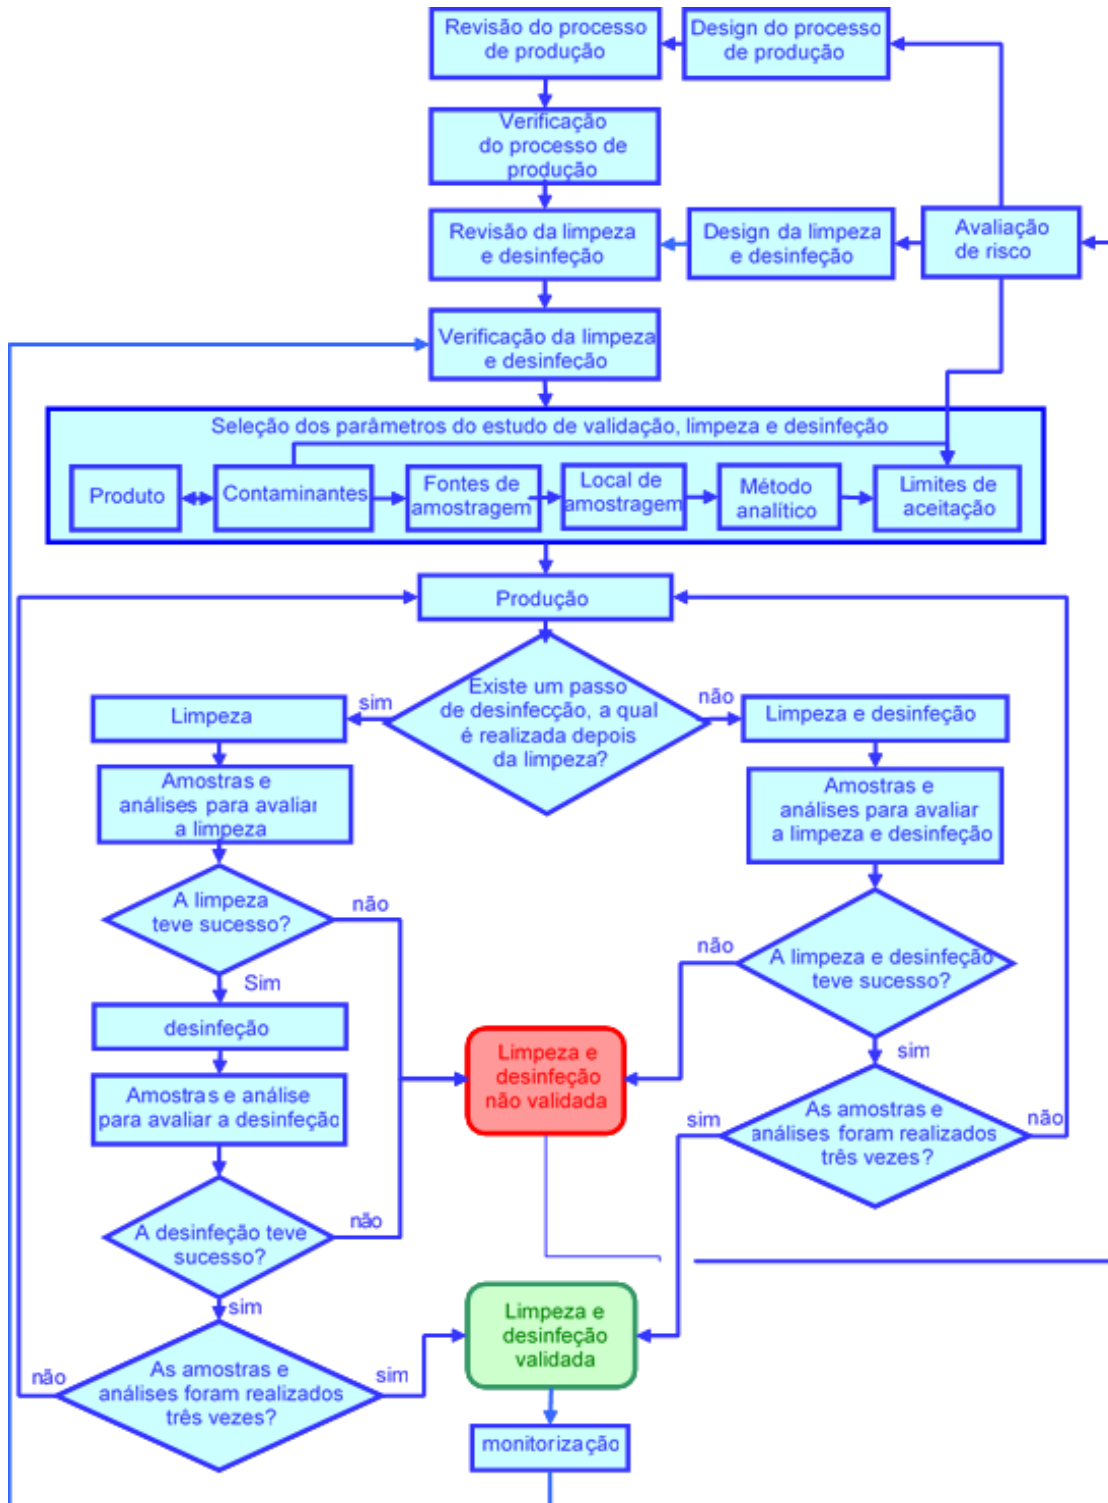 Revisão do processo
de produção
Design do processo
de produção
Verificação
do processo de
produção
Revisão da limpeza
e desinfeção
Design da limpeza
e desinfeção
Avaliação
de risco
Verificação da limpeza
e desinfeção
Seleção dos parâmetros do estudo de validação, limpeza e desinfeção
Produto
Contaminantes
Fontes de
amostragem
Local de
amostragem
Método
analítico
Limites de
aceitação
Produção
Existe um passo
de desinfecção, a qual
é realizada depois
da limpeza?
sim
não
Limpeza
Limpeza e desinfeção
Amostras e
análises para avaliar
a limpeza
Amostras e
análises para avaliar
a limpeza e desinfeção
A limpeza
teve sucesso?
não
Sim
A limpeza e desinfeção
teve sucesso?
não
sim
desinfeção
Amostras e análise
para avaliar a desinfeção
Limpeza e
desinfeção
não validada
As amostras e
análises foram realizados
três vezes?
sim
não
A desinfeção teve
sucesso?
não
sim
Limpeza e
desinfeção
validada
As amostras e
análises foram realizados
três vezes?
não
sim
monitorização